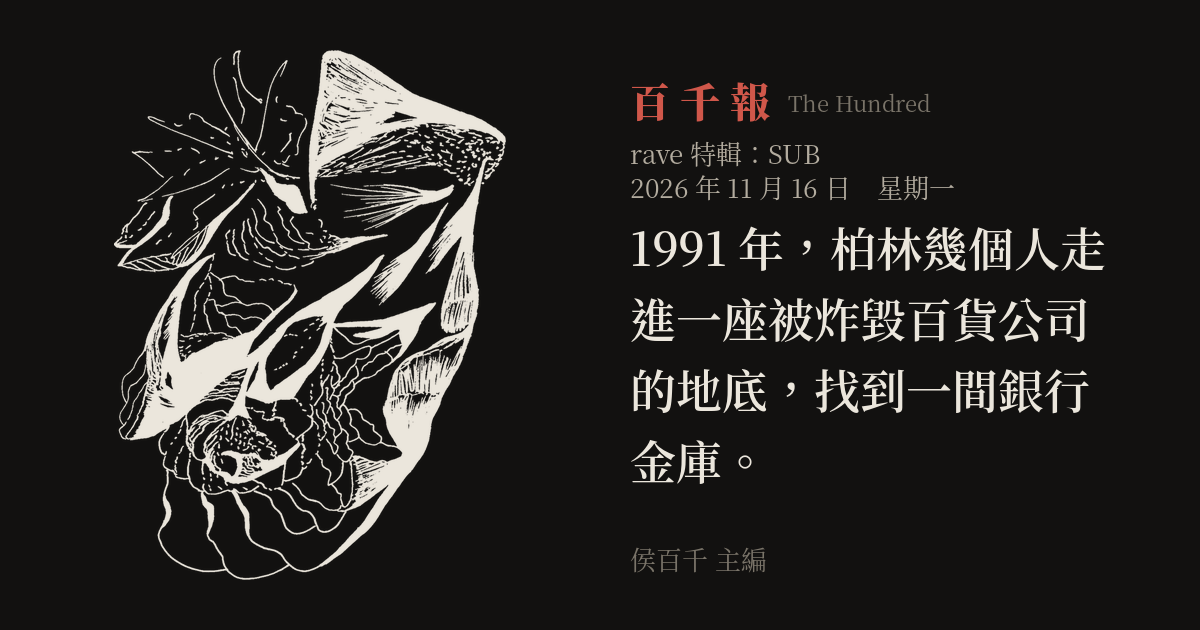 百千報 The Hundred
rave 特輯：SUB
2026 年 11 月 16 日　星期一
1991 年，柏林幾個人走
進一座被炸毀百貨公司
的地底，找到一間銀行
金庫。
侯百千 主編